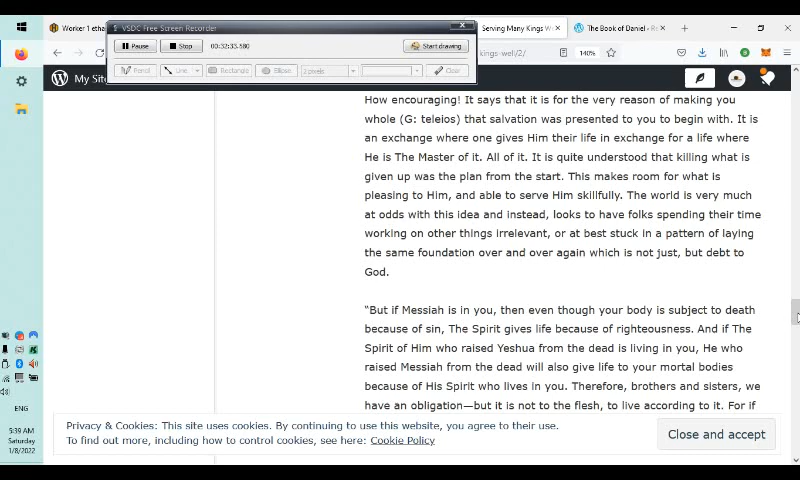 Worker 1 etha
VSDC Free Screen Recorder
Serving Many Kings W
The Book of Daniel - R
Pause
Stop
00:32:33.580
Start drawing
kings-well/2/
140%
Pencil
Line
Rectangle
Ellipse
2 pixels
Clear
My Sit
How encouraging! It says that it is for the very reason of making you
whole (G: teleios) that salvation was presented to you to begin with. It is
an exchange where one gives Him their life in exchange for a life where
He is The Master of it. All of it. It is quite understood that killing what is
given up was the plan from the start. This makes room for what is
pleasing to Him, and able to serve Him skillfully. The world is very much
at odds with this idea and instead, looks to have folks spending their time
working on other things irrelevant, or at best stuck in a pattern of laying
the same foundation over and over again which is not just, but debt to
God.
“But if Messiah is in you, then even though your body is subject to death
because of sin, The Spirit gives life because of righteousness. And if The
Spirit of Him who raised Yeshua from the dead is living in you, He who
raised Messiah from the dead will also give life to your mortal bodies
because of His Spirit who lives in you. Therefore, brothers and sisters, we
have an obligation—but it is not to the flesh, to live according to it. For if
Privacy & Cookies: This site uses cookies. By continuing to use this website, you agree to their use.
To find out more, including how to control cookies, see here: Cookie Policy
Close and accept
ENG
5:39 AM
Saturday
1/8/2022